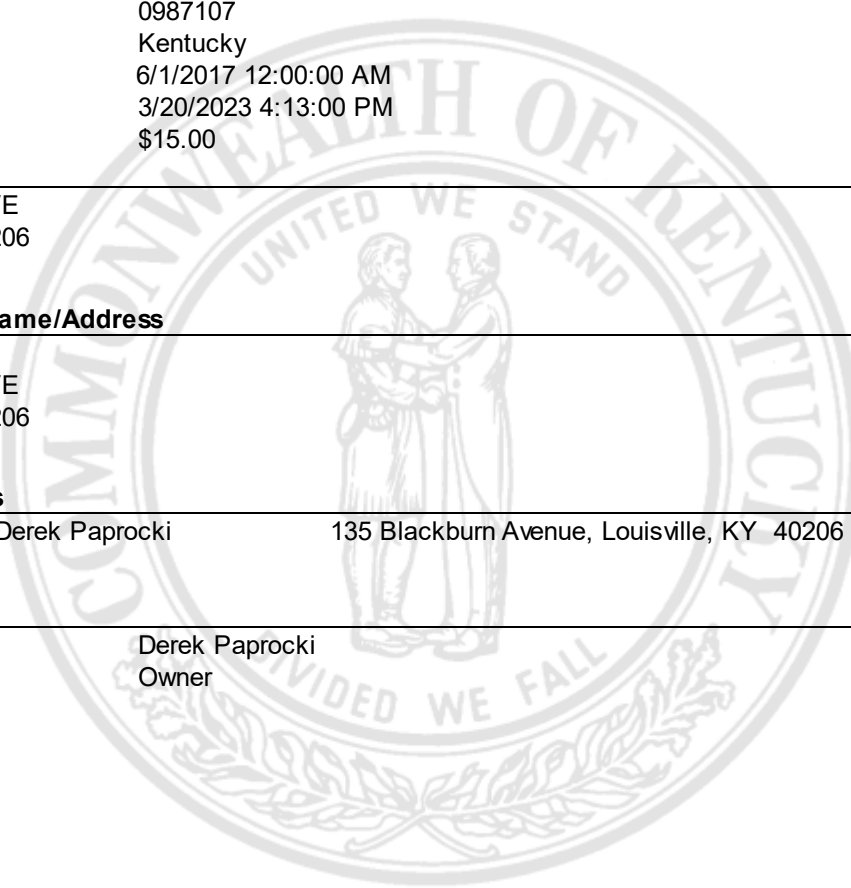 0987107
Kentucky
6/1/2017 12:00:00 AM
3/20/2023 4:13:00 PM
$15.00
COMMONWEALTH OF KENTUCKY
UNITED WE STAND
E
206
ame/Address
E
206
s
Derek Paprocki 135 Blackburn Avenue, Louisville, KY 40206
Derek Paprocki
Owner
DIVIDED WE FALL